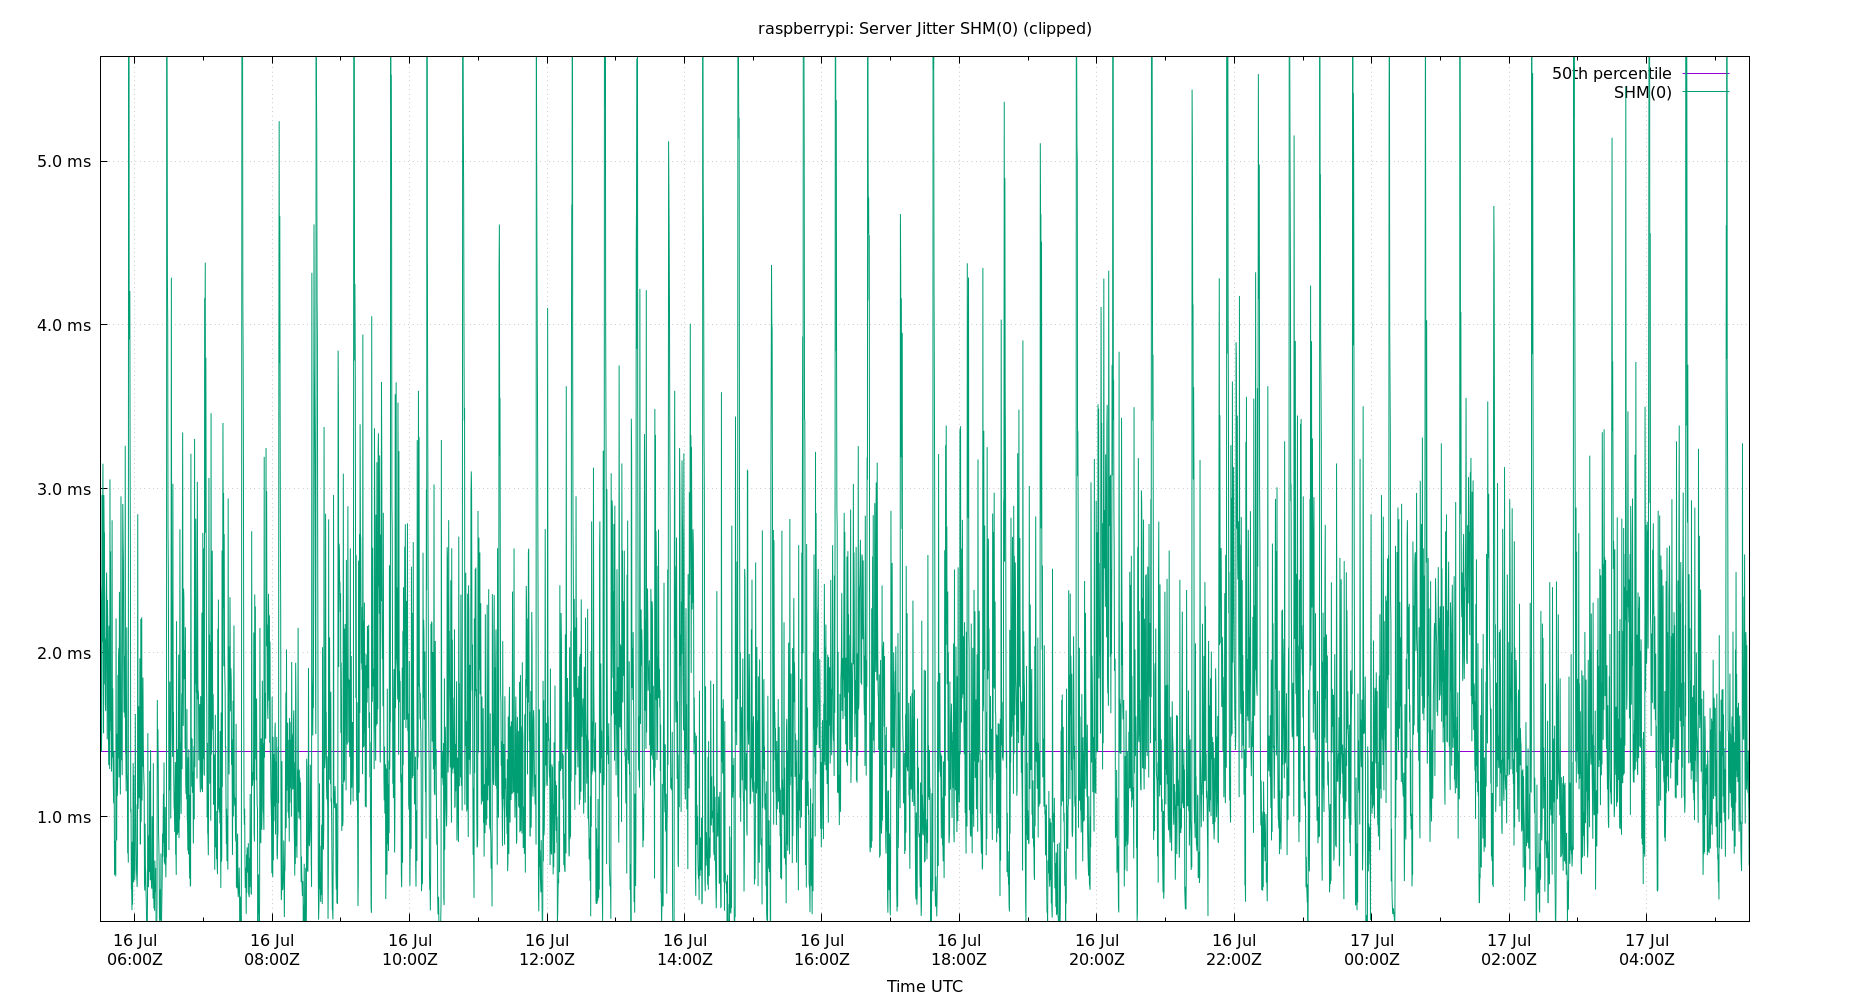 raspberrypi: Server Jitter SHM(0) (clipped)
50th percentile
SHM(0)
5.0 ms
4.0 ms
3.0 ms
2.0 ms
1.0 ms
16 Jul 16 Jul 16 Jul 16 Jul 16 Jul 16 Jul 16 Jul 16 Jul 16 Jul 17 Jul 17 Jul 17 Jul
06:00Z 08:00Z 10:00Z 12:00Z 14:00Z 16:00Z 18:00Z 20:00Z 22:00Z 00:00Z 02:00Z 04:00Z
Time UTC